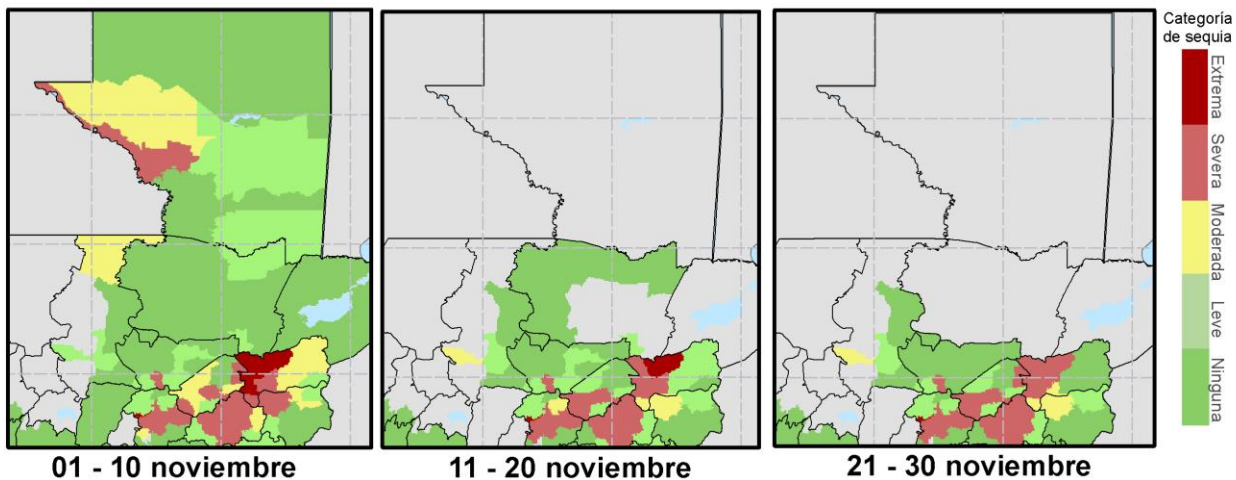 Categoría
de sequia
Extrema
Severa
Moderada
Leve
Ninguna
01 - 10 noviembre
11 - 20 noviembre
21 - 30 noviembre